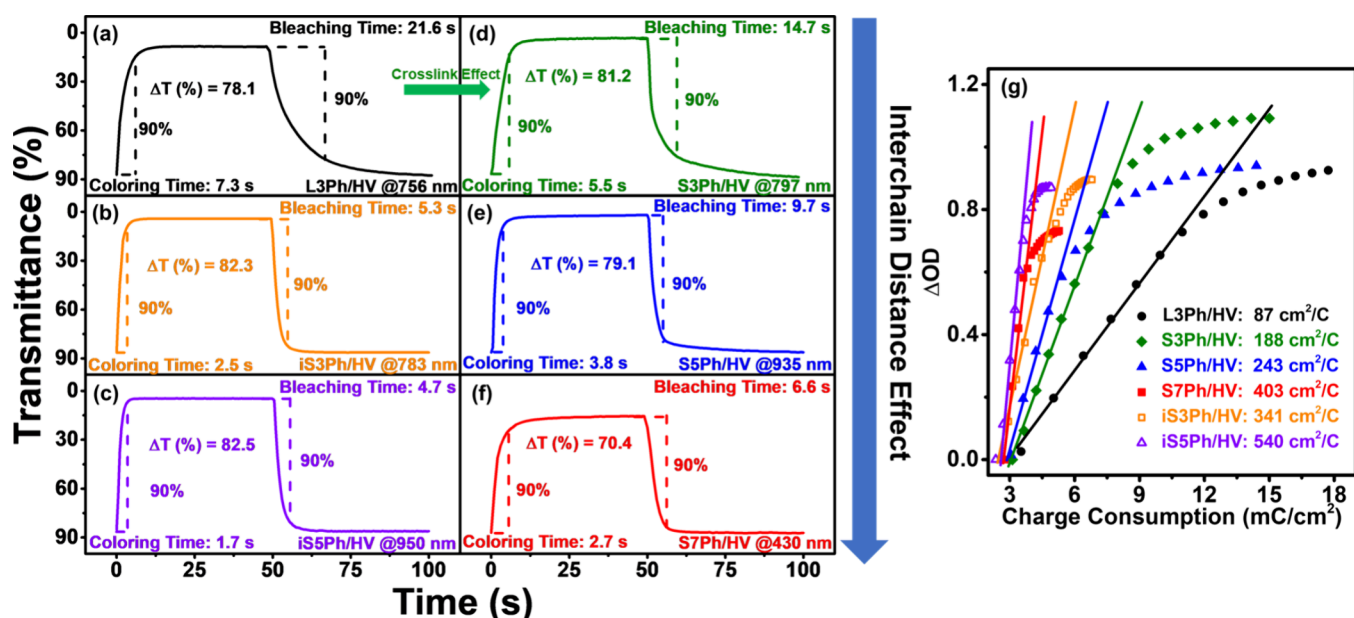 Transmittance (%)
(a)
Bleaching Time: 21.6 s
0
30
60
90
ΔT (%) = 78.1
90%
90%
Coloring Time: 7.3 s
L3Ph/HV @756 nm
Crosslink Effect
(d)
Bleaching Time: 14.7 s
ΔT (%) = 81.2
90%
90%
Coloring Time: 5.5 s
S3Ph/HV @797 nm
(b)
Bleaching Time: 5.3 s
0
30
60
90
ΔT (%) = 82.3
90%
90%
Coloring Time: 2.5 s
iS3Ph/HV @783 nm
(e)
Bleaching Time: 9.7 s
ΔT (%) = 79.1
90%
90%
Coloring Time: 3.8 s
S5Ph/HV @935 nm
(c)
Bleaching Time: 4.7 s
0
30
60
90
ΔT (%) = 82.5
90%
90%
Coloring Time: 1.7 s
iS5Ph/HV @950 nm
(f)
Bleaching Time: 6.6 s
ΔT (%) = 70.4
90%
90%
Coloring Time: 2.7 s
S7Ph/HV @430 nm
0 25 50 75 100
0 25 50 75 100
Time (s)
Interchain Distance Effect
(g)
ΔOD
1.2
0.8
0.4
0.0
L3Ph/HV: 87 cm²/C
S3Ph/HV: 188 cm²/C
S5Ph/HV: 243 cm²/C
S7Ph/HV: 403 cm²/C
iS3Ph/HV: 341 cm²/C
iS5Ph/HV: 540 cm²/C
3 6 9 12 15 18
Charge Consumption (mC/cm²)